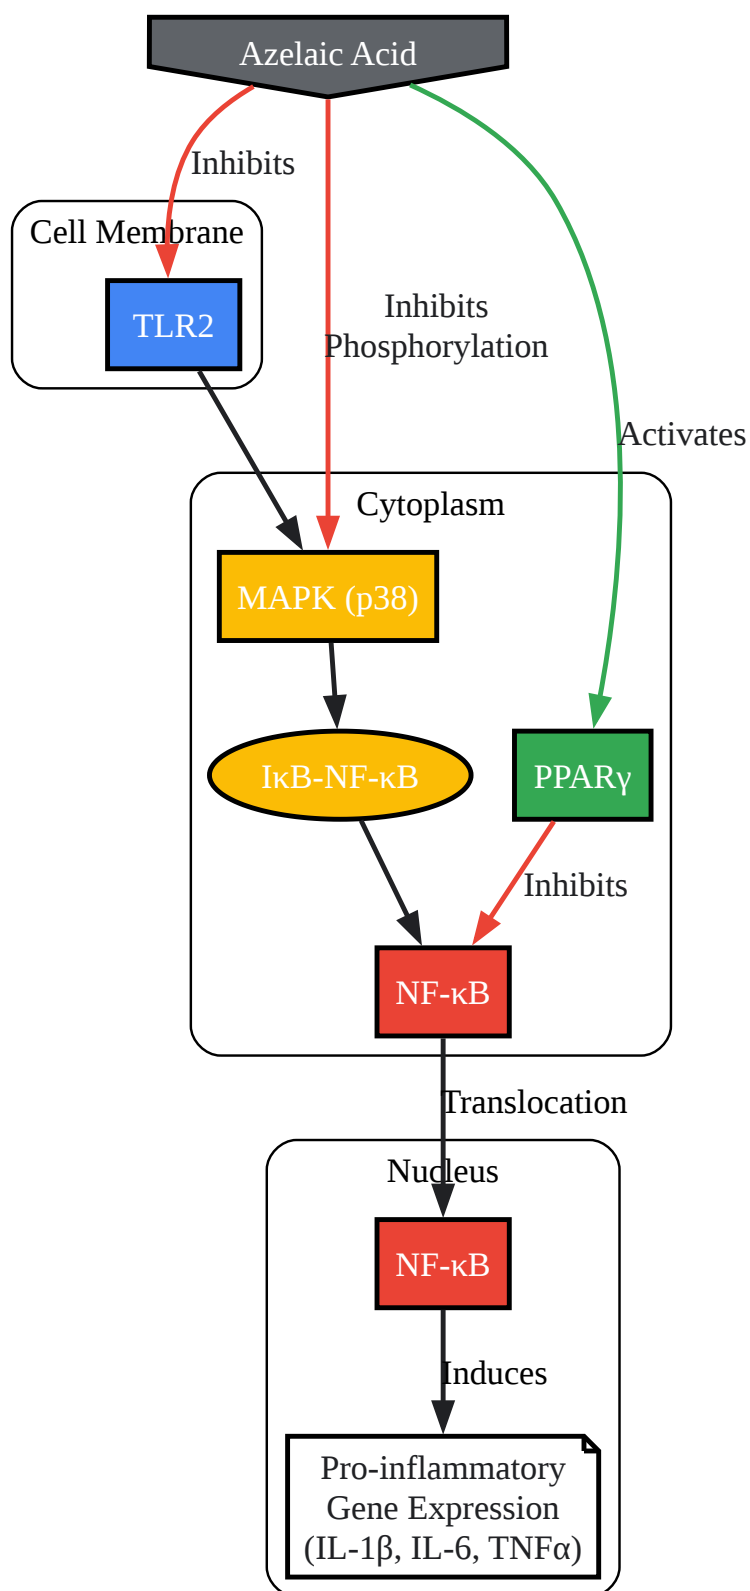 Azelaic Acid
Inhibits
Cell Membrane
TLR2
Inhibits
Phosphorylation
Activates
Cytoplasm
MAPK (p38)
IκB-NF-κB
PPARγ
Inhibits
NF-κB
Translocation
Nucleus
NF-κB
Induces
Pro-inflammatory
Gene Expression
(IL-1β, IL-6, TNFα)